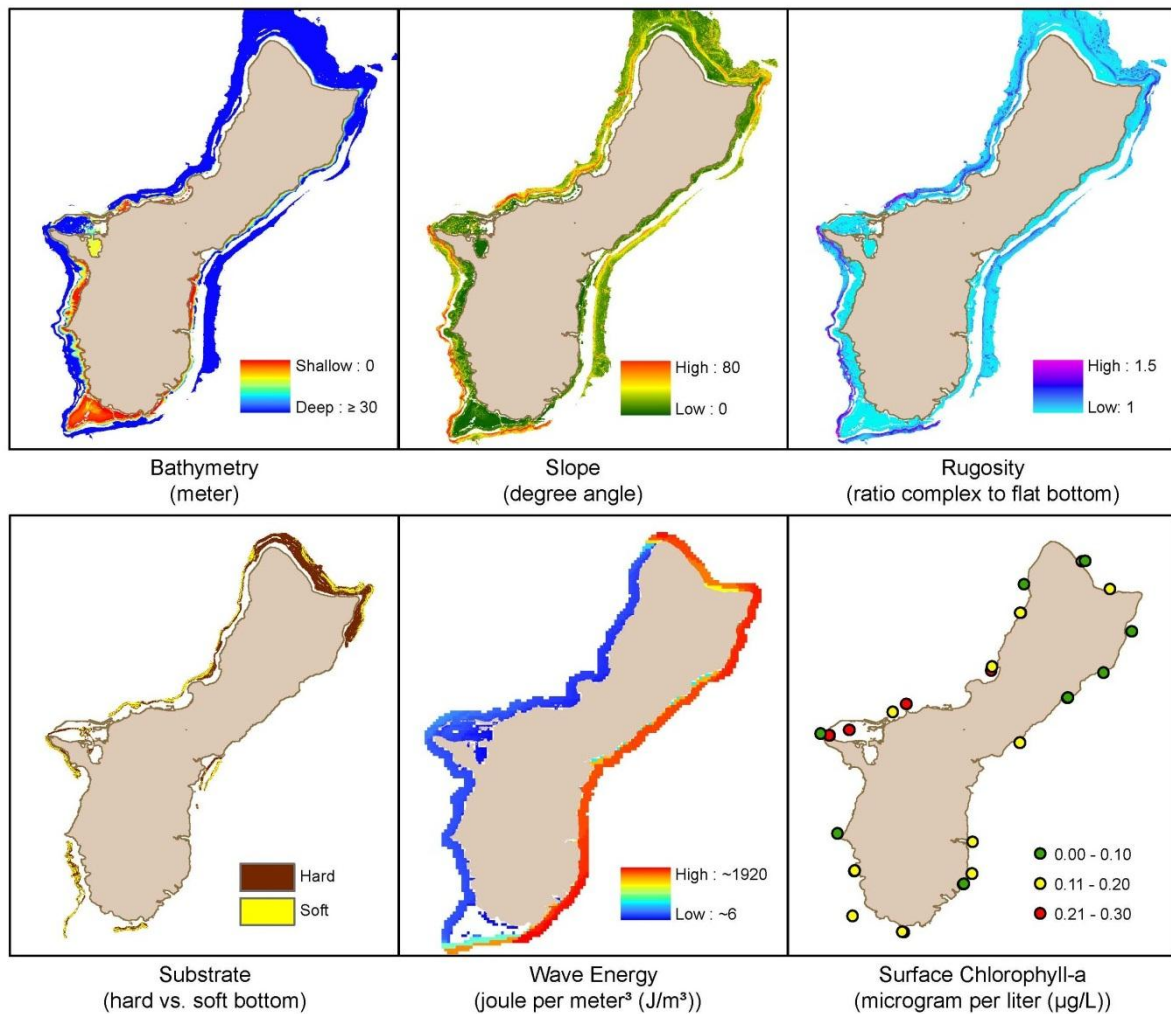 Shallow : 0
Deep : ≥ 30
Bathymetry
(meter)
High : 80
Low : 0
Slope
(degree angle)
High : 1.5
Low: 1
Rugosity
(ratio complex to flat bottom)
Hard
Soft
Substrate
(hard vs. soft bottom)
High : ~1920
Low : ~6
Wave Energy
(joule per meter³ (J/m³))
0.00 - 0.10
0.11 - 0.20
0.21 - 0.30
Surface Chlorophyll-a
(microgram per liter (µg/L))